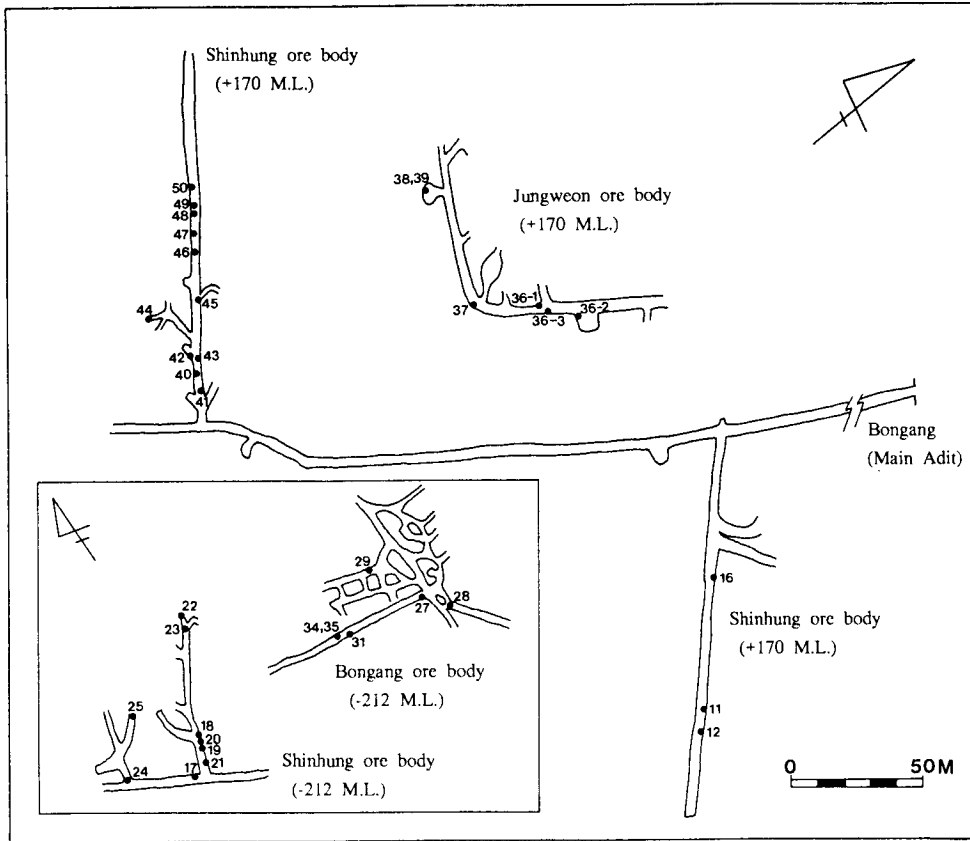 Shinhung ore body
(+170 M.L.)
50
49
48
47
46
45
44
42
43
40
41
38,39
Jungweon ore body
(+170 M.L.)
37
36-1
36-3
36-2
Bongang
(Main Adit)
16
Shinhung ore body
(+170 M.L.)
11
12
0
50M
29
27
28
34,35
31
Bongang ore body
(-212 M.L.)
22
23
25
18
20
19
21
24
17
Shinhung ore body
(-212 M.L.)